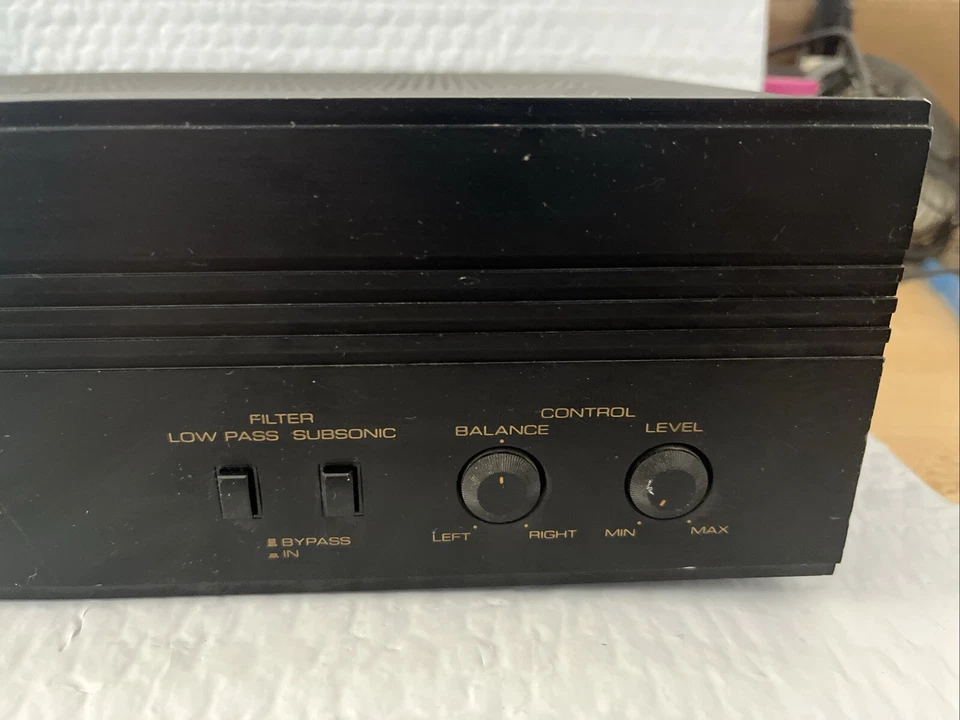 FILTER
LOW PASS SUBSONIC
BYPASS
IN
CONTROL
BALANCE LEVEL
LEFT RIGHT MIN MAX